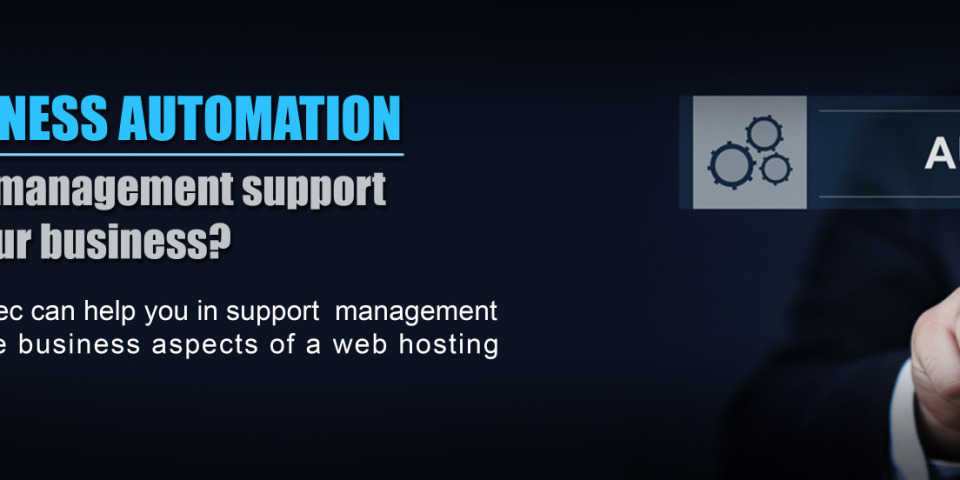 NESS AUTOMATION
management support
ur business?
ec can help you in support management
e business aspects of a web hosting
A